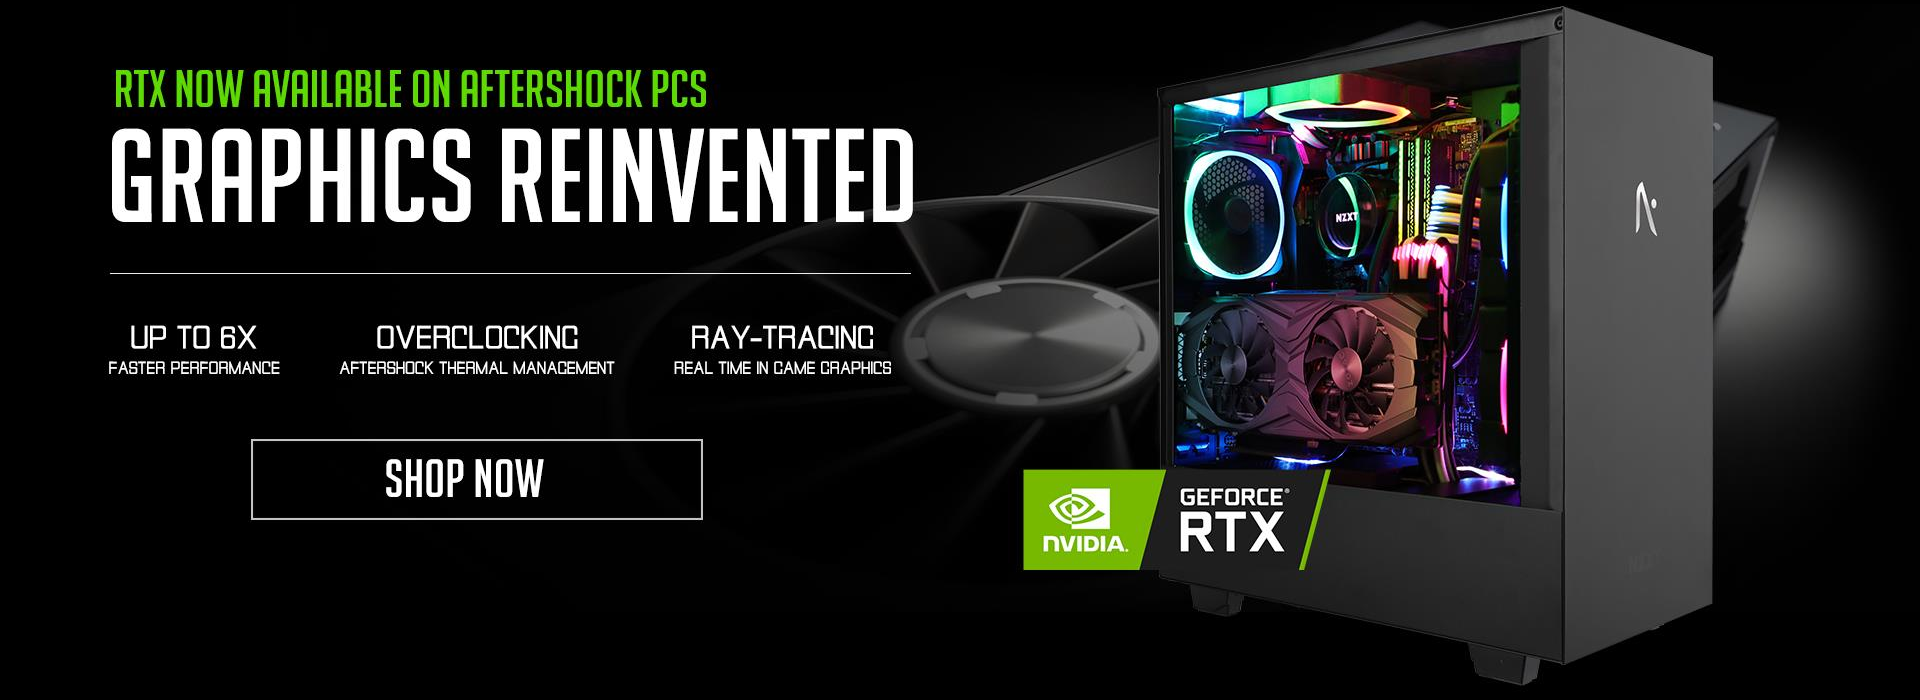 RTX NOW AVAILABLE ON AFTERSHOCK PCS
GRAPHICS REINVENTED
UP TO 6X
FASTER PERFORMANCE
OVERCLOCKING
AFTERSHOCK THERMAL MANAGEMENT
RAY-TRACING
REAL TIME IN GAME GRAPHICS
SHOP NOW
NZXT
NVIDIA.
GEFORCE®
RTX
NZXT